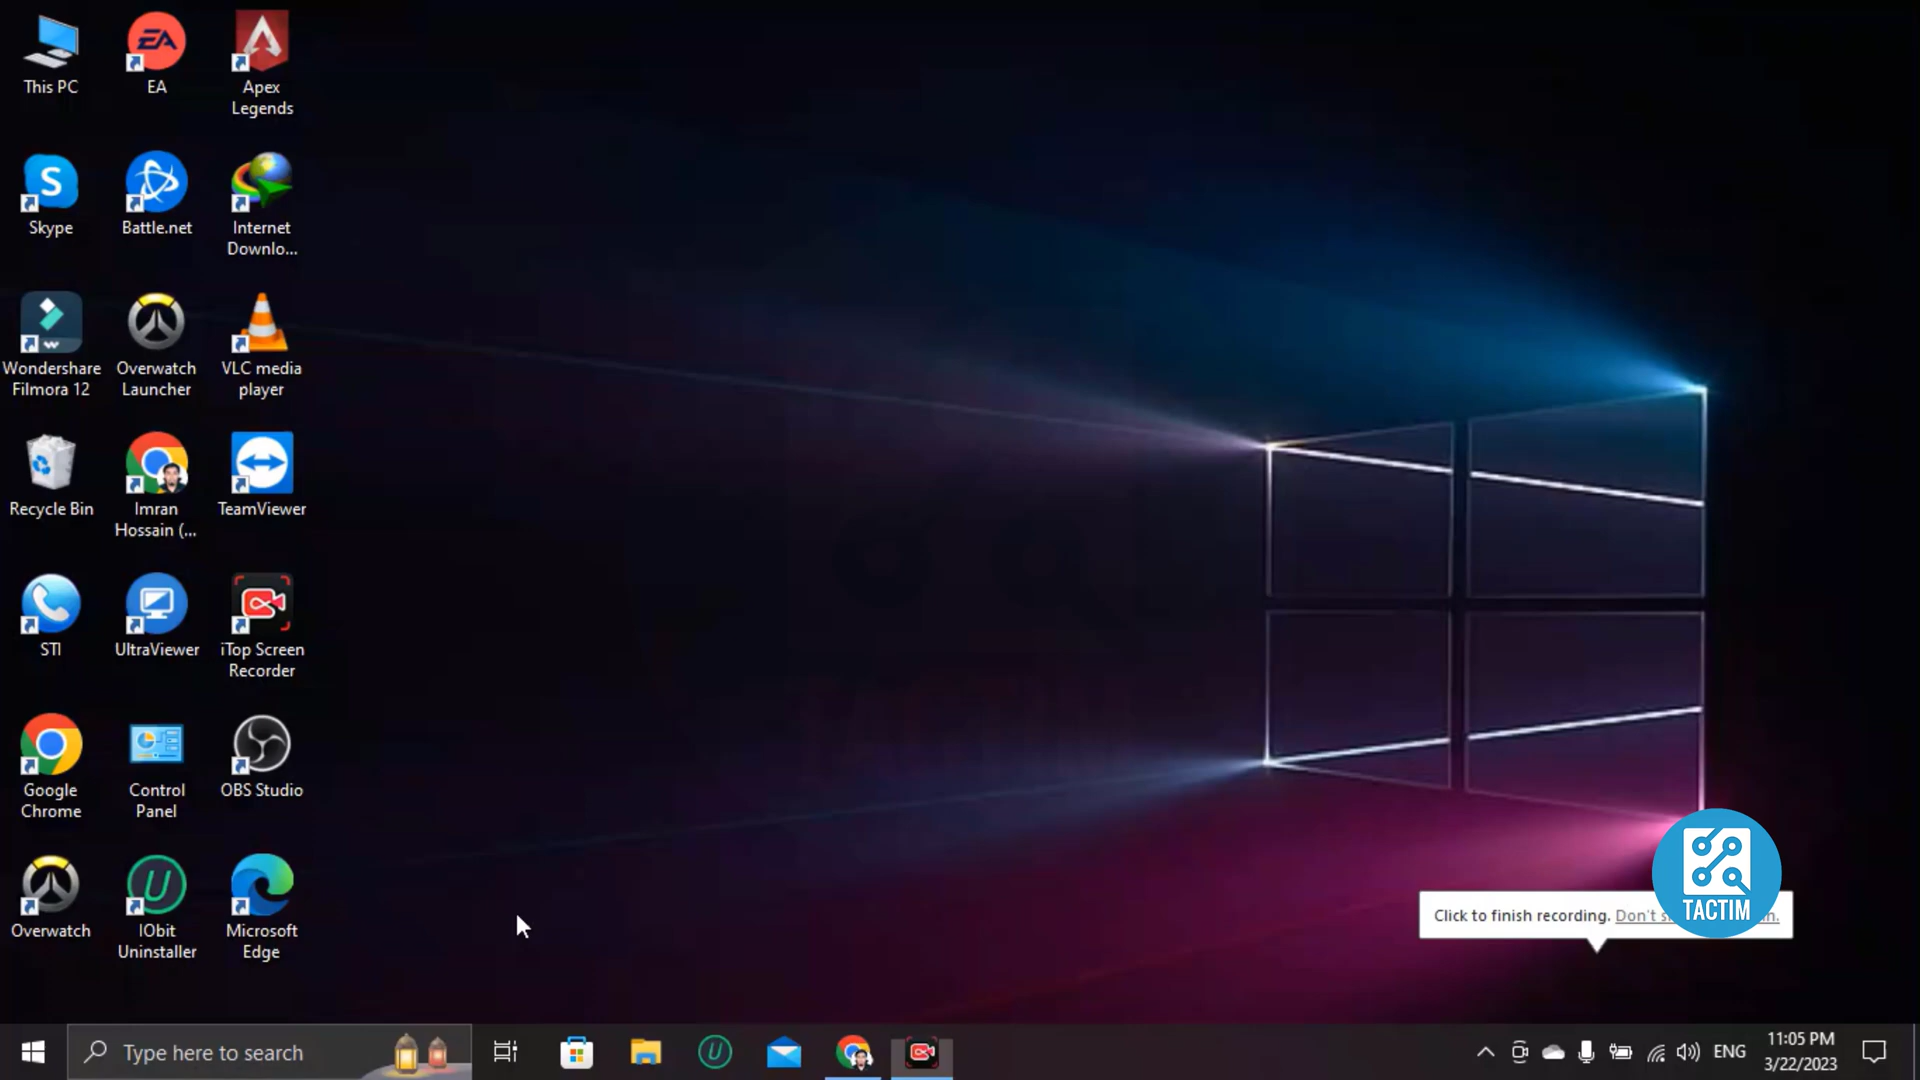 This PC
EA
EA
Apex
Legends
S
Skype
Battle.net
Internet
Downlo...
Wondershare
Filmora 12
Overwatch
Launcher
VLC media
player
Recycle Bin
Imran
Hossain (...
TeamViewer
STI
UltraViewer
iTop Screen
Recorder
Google
Chrome
Control
Panel
OBS Studio
Overwatch
U
IObit
Uninstaller
Microsoft
Edge
Click to finish recording. Don't
TACTIM
Type here to search
U
ENG
11:05 PM
3/22/2023